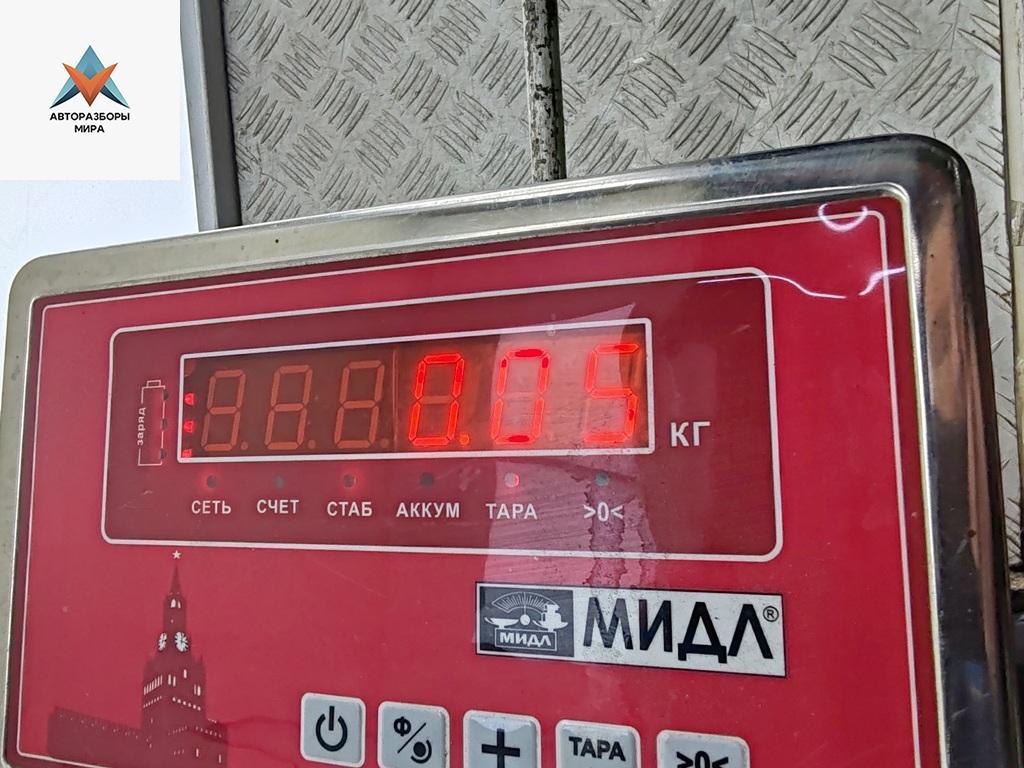 АВТОРАЗБОРЫ
МИРА
0.05
заряд
КГ
СЕТЬ СЧЕТ СТАБ АККУМ ТАРА >0<
МИДЛ
МИДЛ®
Ф/
+
ТАРА
>0<